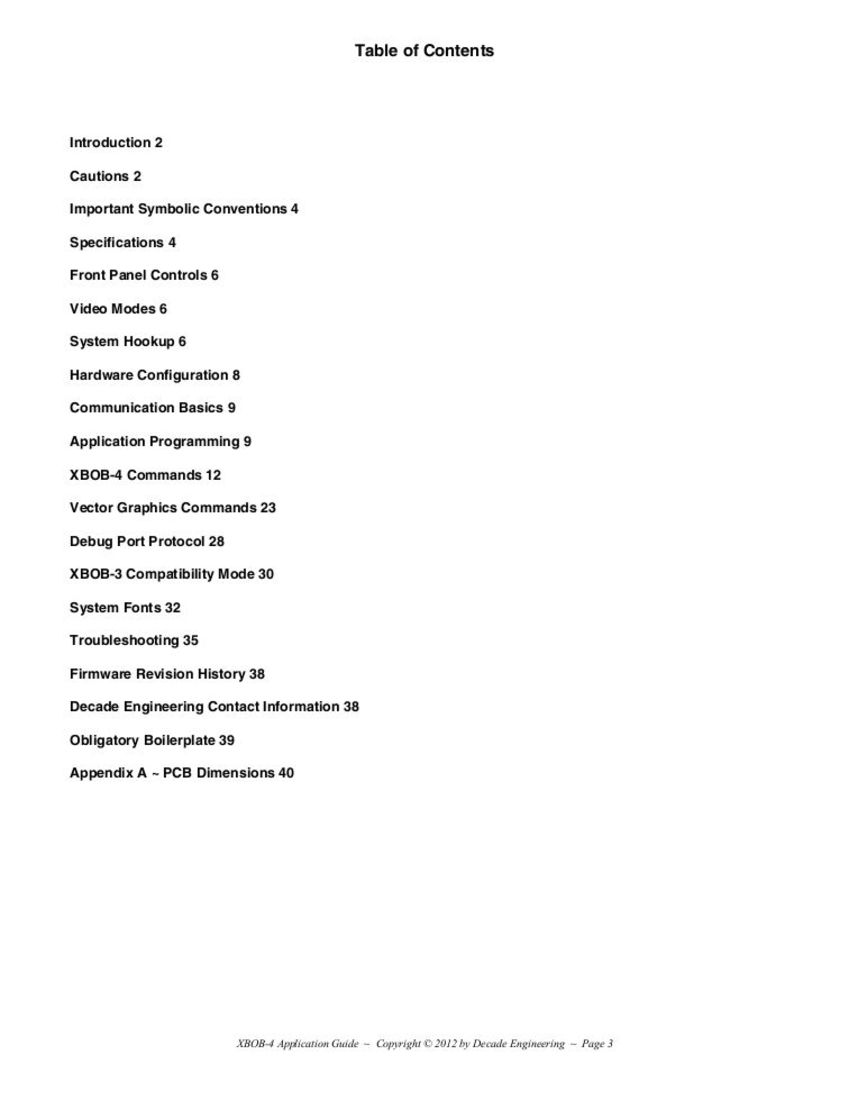 Table of Contents
Introduction 2
Cautions 2
Important Symbolic Conventions 4
Specifications 4
Front Panel Controls 6
Video Modes 6
System Hookup 6
Hardware Configuration 8
Communication Basics 9
Application Programming 9
XBOB-4 Commands 12
Vector Graphics Commands 23
Debug Port Protocol 28
XBOB-3 Compatibility Mode 30
System Fonts 32
Troubleshooting 35
Firmware Revision History 38
Decade Engineering Contact Information 38
Obligatory Boilerplate 39
Appendix A ~ PCB Dimensions 40
XBOB-4 Application Guide ~ Copyright © 2012 by Decade Engineering ~ Page 3